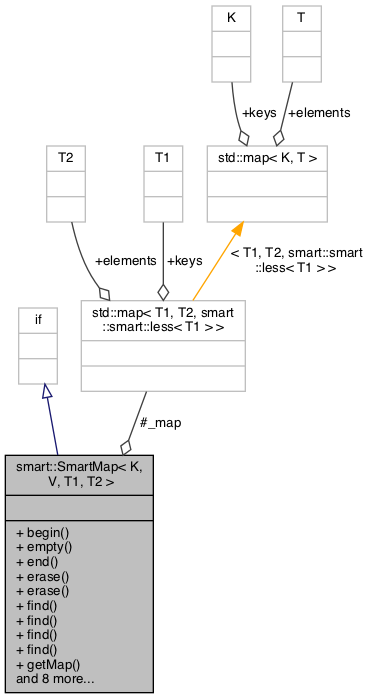 K
T
+keys
+elements
T2
T1
std::map< K, T >
+elements
+keys
< T1, T2, smart::smart
::less< T1 > >
if
std::map< T1, T2, smart
::smart::less< T1 > >
#_map
smart::SmartMap< K,
V, T1, T2 >
+ begin()
+ empty()
+ end()
+ erase()
+ erase()
+ find()
+ find()
+ find()
+ find()
+ getMap()
and 8 more...